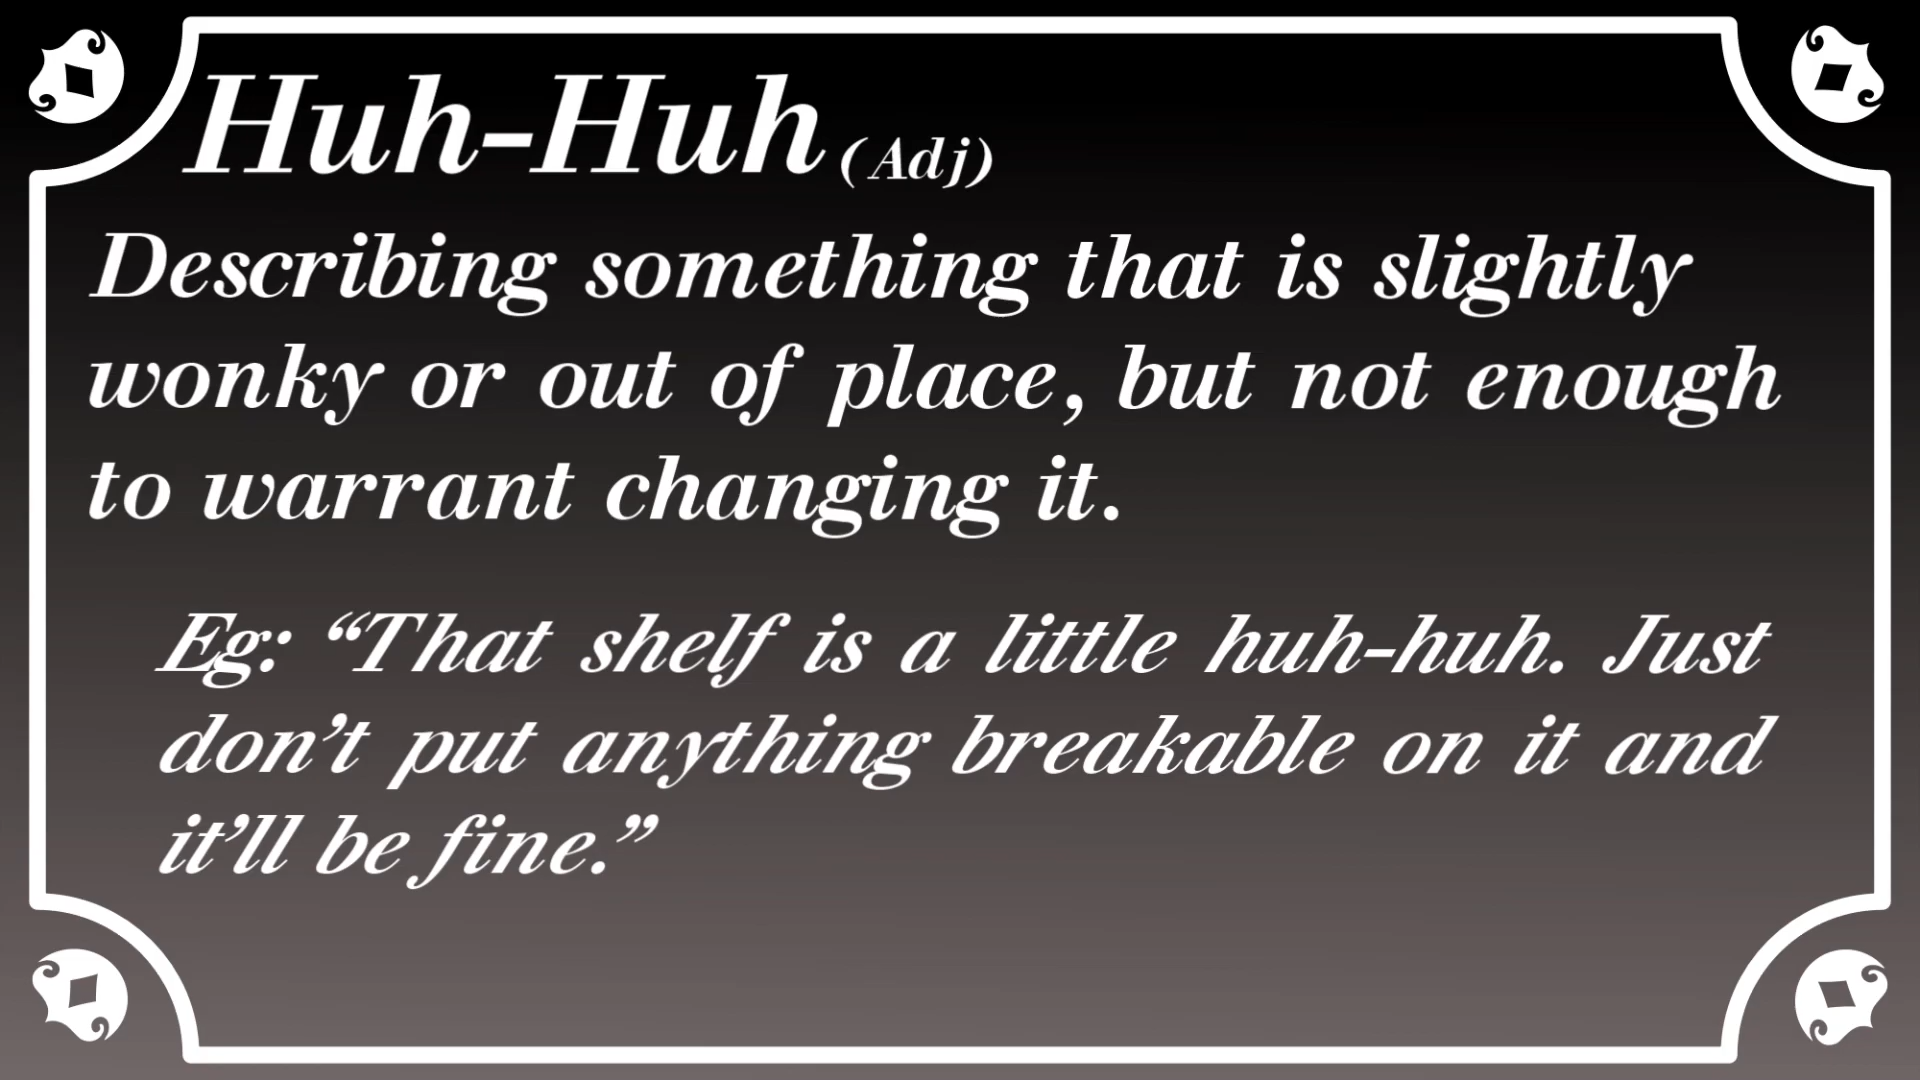 Huh-Huh (Adj)
Describing something that is slightly
wonky or out of place, but not enough
to warrant changing it.
Eg: “That shelf is a little huh-huh. Just
don’t put anything breakable on it and
it’ll be fine.”